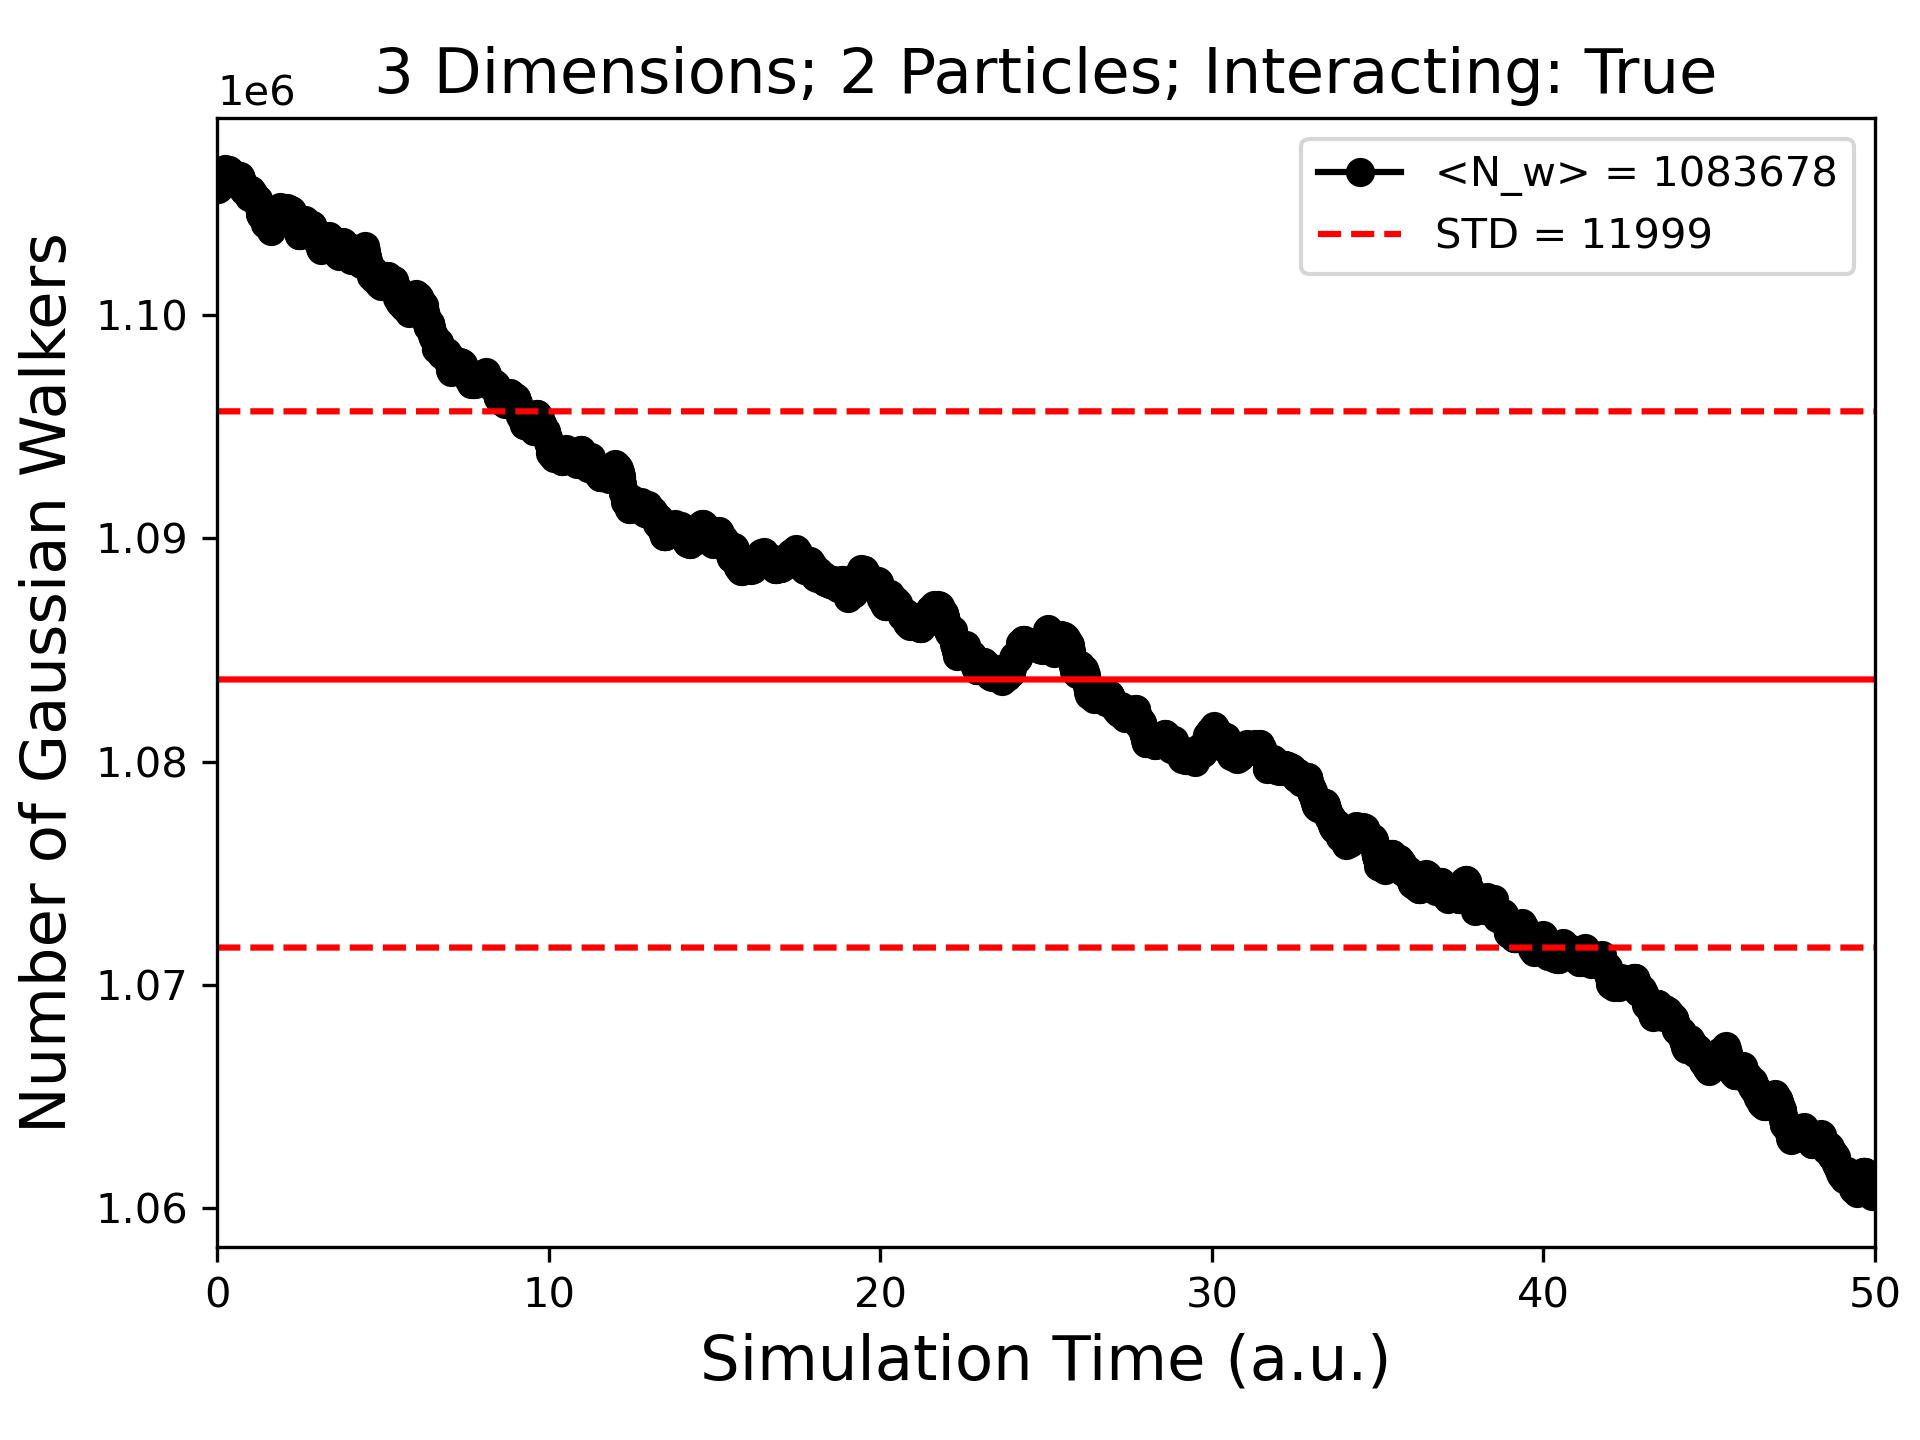 3 Dimensions; 2 Particles; Interacting: True
1e6
<N_w> = 1083678
STD = 11999
Number of Gaussian Walkers
1.10
1.09
1.08
1.07
1.06
0 10 20 30 40 50
Simulation Time (a.u.)